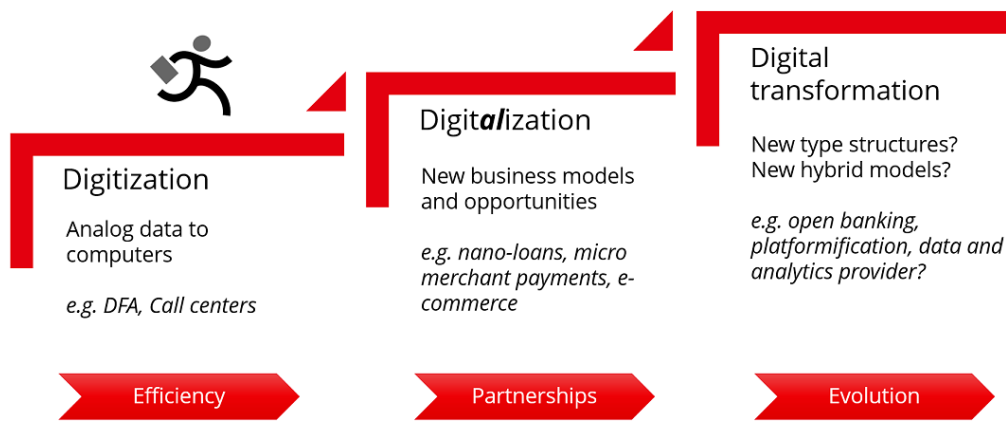 Digitization
Analog data to
computers
e.g. DFA, Call centers
Efficiency
Digitalization
New business models
and opportunities
e.g. nano-loans, micro
merchant payments, e-
commerce
Partnerships
Digital
transformation
New type structures?
New hybrid models?
e.g. open banking,
platformification, data and
analytics provider?
Evolution